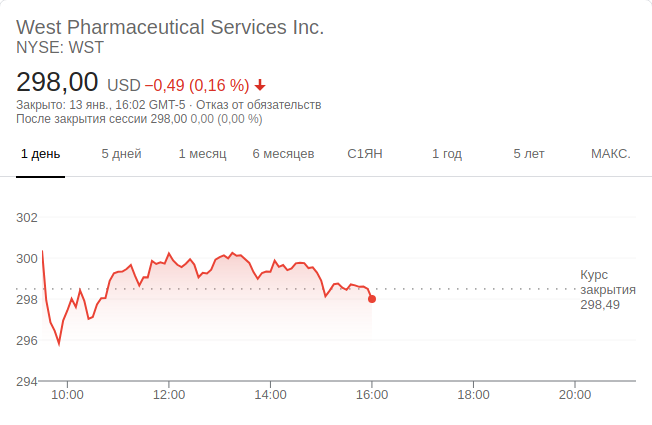 West Pharmaceutical Services Inc.
NYSE: WST
298,00 USD −0,49 (0,16 %)
Закрыто: 13 янв., 16:02 GMT-5 · Отказ от обязательств
После закрытия сессии 298,00 0,00 (0,00 %)
1 день 5 дней 1 месяц 6 месяцев С1ЯН 1 год 5 лет МАКС.
302
300
Курс
закрытия
298,49
298
296
294
10:00 12:00 14:00 16:00 18:00 20:00